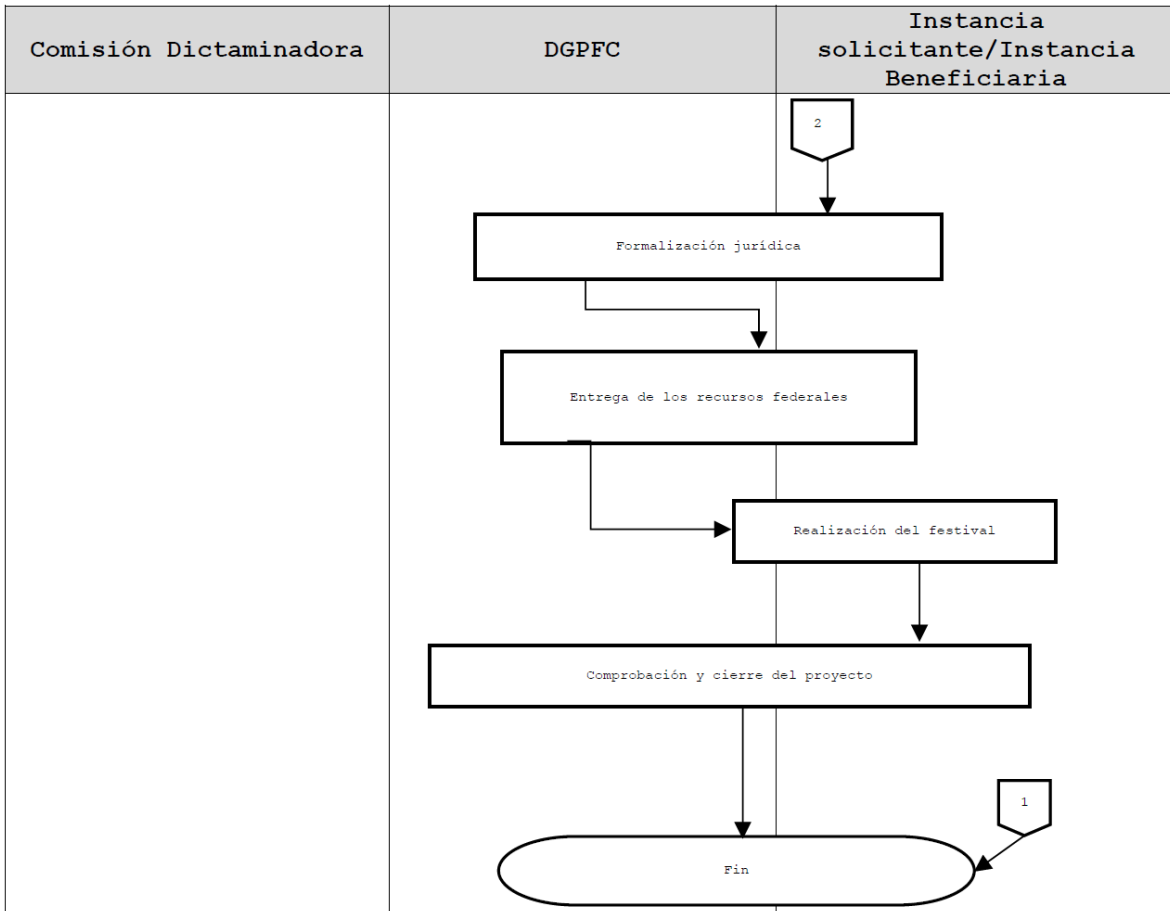 Comisión Dictaminadora
DGPFC
Instancia
solicitante/Instancia
Beneficiaria
2
Formalización jurídica
Entrega de los recursos federales
Realización del festival
Comprobación y cierre del proyecto
1
Fin